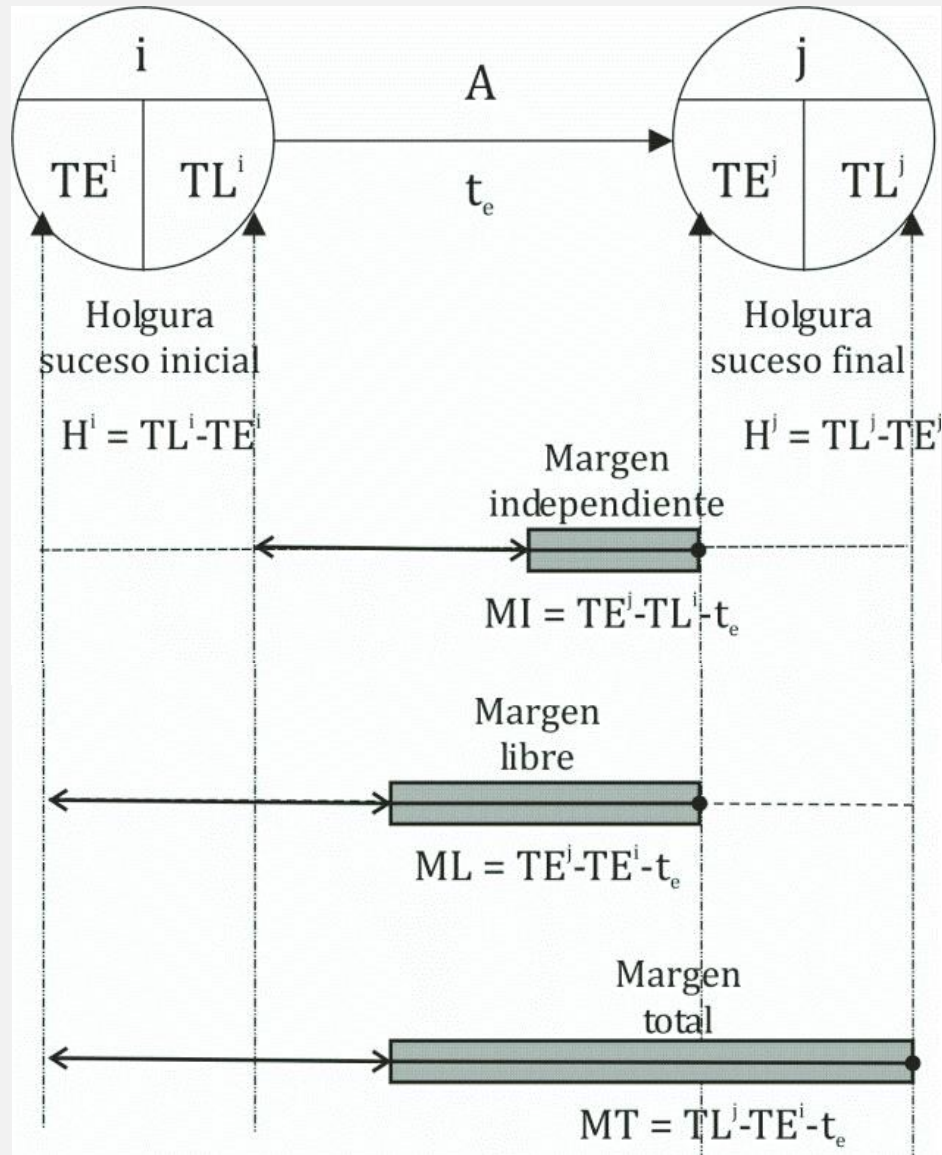 i
A
j
TEⁱ
TLⁱ
tₑ
TEʲ
TLʲ
Holgura
suceso inicial
Holgura
suceso final
Hⁱ = TLⁱ-TEⁱ
Hʲ = TLʲ-TEʲ
Margen
independiente
MI = TEʲ-TLⁱ-tₑ
Margen
libre
ML = TEʲ-TEⁱ-tₑ
Margen
total
MT = TLʲ-TEⁱ-tₑ